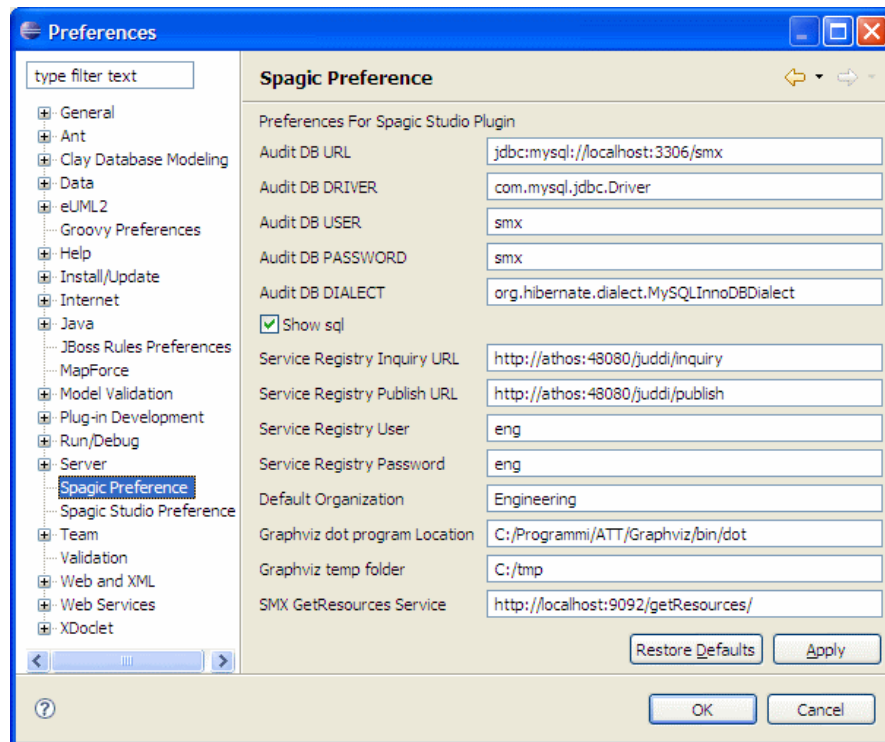 Preferences
type filter text
General
Ant
Clay Database Modeling
Data
eUML2
Groovy Preferences
Help
Install/Update
Internet
Java
JBoss Rules Preferences
MapForce
Model Validation
Plug-in Development
Run/Debug
Server
Spagic Preference
Spagic Studio Preference
Team
Validation
Web and XML
Web Services
XDoclet
Spagic Preference
Preferences For Spagic Studio Plugin
Audit DB URL jdbc:mysql://localhost:3306/smx
Audit DB DRIVER com.mysql.jdbc.Driver
Audit DB USER smx
Audit DB PASSWORD smx
Audit DB DIALECT org.hibernate.dialect.MySQLInnoDBDialect
Show sql
Service Registry Inquiry URL http://athos:48080/juddi/inquiry
Service Registry Publish URL http://athos:48080/juddi/publish
Service Registry User eng
Service Registry Password eng
Default Organization Engineering
Graphviz dot program Location C:/Programmi/ATT/Graphviz/bin/dot
Graphviz temp folder C:/tmp
SMX GetResources Service http://localhost:9092/getResources/
Restore Defaults Apply
? OK Cancel